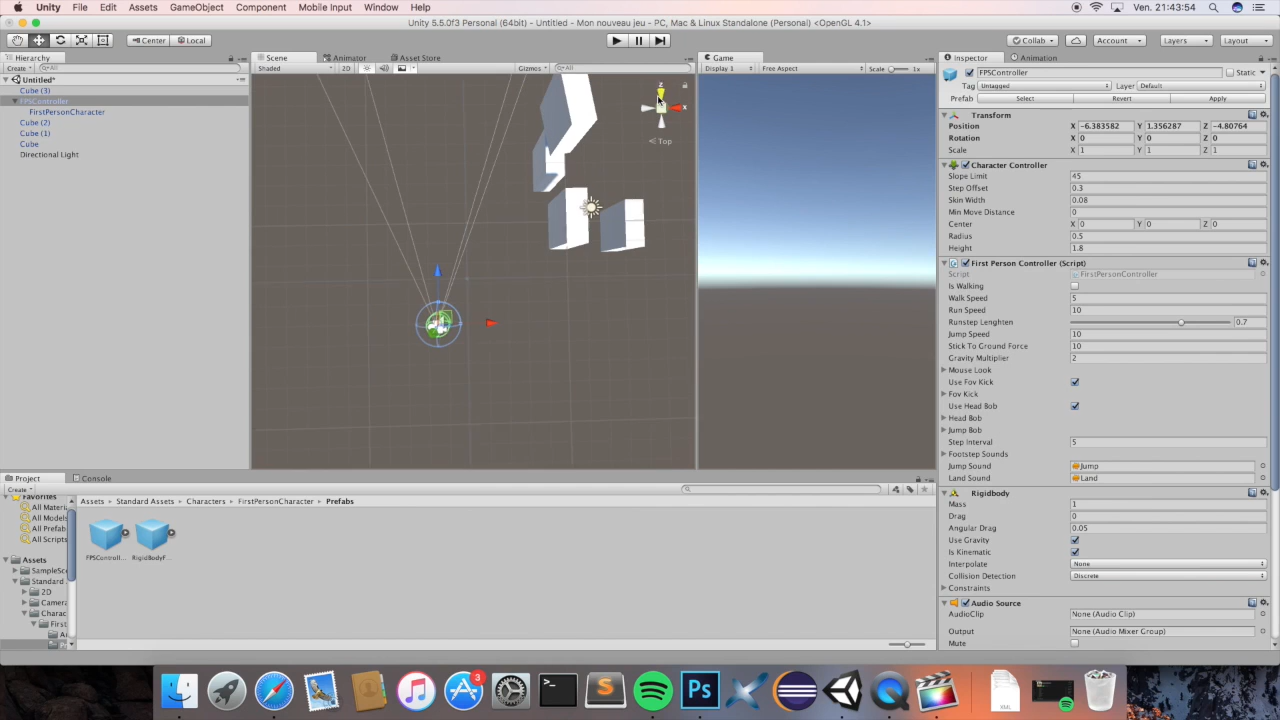 Unity File Edit Assets GameObject Component Mobile Input Window Help Ven. 21:43:54
Unity 5.5.0f3 Personal (64bit) - Untitled - Mon nouveau jeu - PC, Mac & Linux Standalone (Personal) <OpenGL 4.1>
Center Local Collab Account Layers Layout
Hierarchy Scene Animator Asset Store Game Inspector Animation
Create All Shaded 2D Gizmos All Display 1 Free Aspect Scale 1x
FPSController Static
Untitled*
Tag Untagged Layer Default
Cube (3)
Prefab Select Revert Apply
FPSController
FirstPersonCharacter
Cube (2)
Cube (1)
Cube
Directional Light
z
x
Top
Transform
Position X -6.383582 Y 1.356287 Z -4.80764
Rotation X 0 Y 0 Z 0
Scale X 1 Y 1 Z 1
Character Controller
Slope Limit 45
Step Offset 0.3
Skin Width 0.08
Min Move Distance 0
Center X 0 Y 0 Z 0
Radius 0.5
Height 1.8
First Person Controller (Script)
Script FirstPersonController
Is Walking
Walk Speed 5
Run Speed 10
Runstep Lenghten 0.7
Jump Speed 10
Stick To Ground Force 10
Gravity Multiplier 2
Mouse Look
Use Fov Kick
Fov Kick
Use Head Bob
Head Bob
Jump Bob
Step Interval 5
Footstep Sounds
Jump Sound Jump
Land Sound Land
Rigidbody
Mass 1
Drag 0
Angular Drag 0.05
Use Gravity
Is Kinematic
Interpolate None
Collision Detection Discrete
Constraints
Audio Source
AudioClip None (Audio Clip)
Output None (Audio Mixer Group)
Mute
Project Console
Create
Favorites
All Materi
All Models
All Prefab
All Scripts
Assets
SampleSce
Standard
2D
Camera
Charac
First
Assets Standard Assets Characters FirstPersonCharacter Prefabs
FPSControll... RigidBodyF...
3
Ps
XML